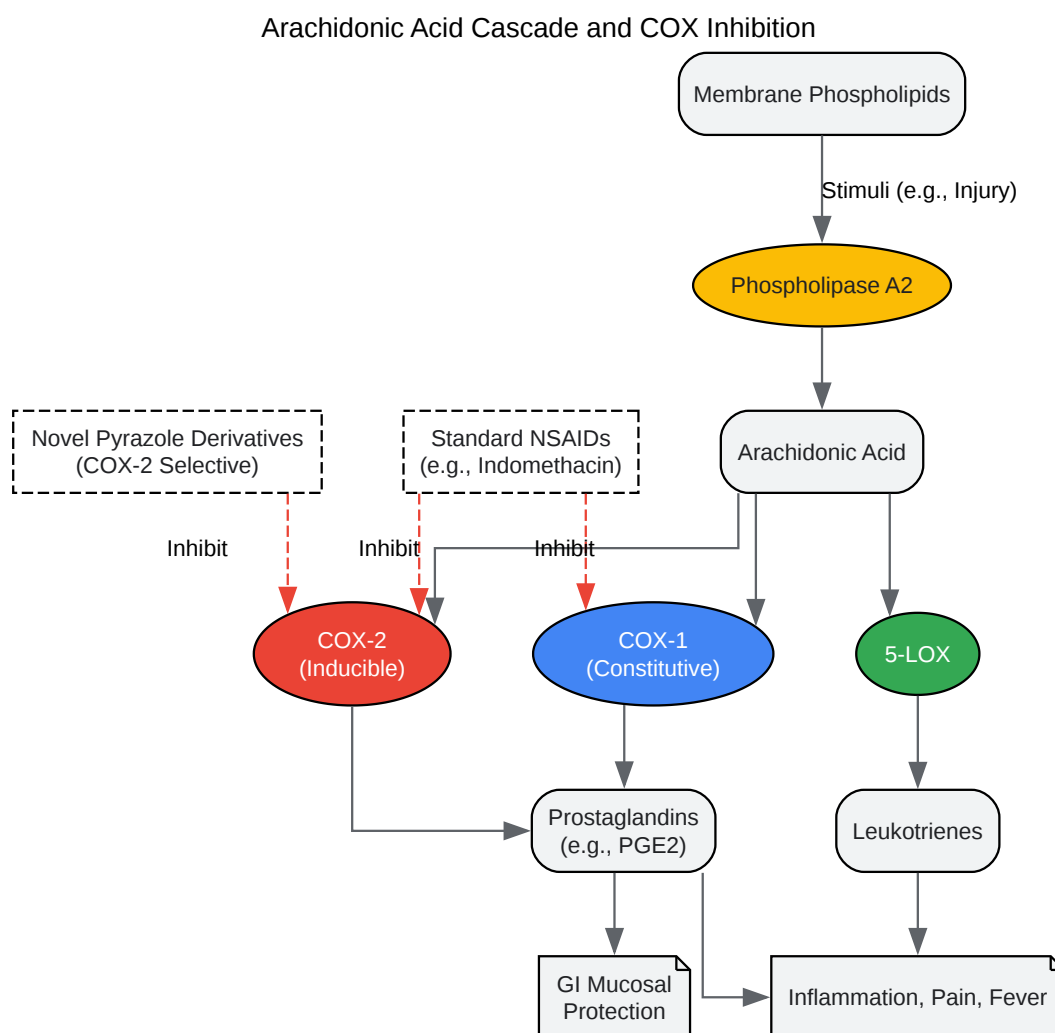 Arachidonic Acid Cascade and COX Inhibition
Membrane Phospholipids
Stimuli (e.g., Injury)
Phospholipase A2
Novel Pyrazole Derivatives
(COX-2 Selective)
Standard NSAIDs
(e.g., Indomethacin)
Arachidonic Acid
Inhibit
Inhibit
Inhibit
COX-2
(Inducible)
COX-1
(Constitutive)
5-LOX
Prostaglandins
(e.g., PGE2)
Leukotrienes
GI Mucosal
Protection
Inflammation, Pain, Fever